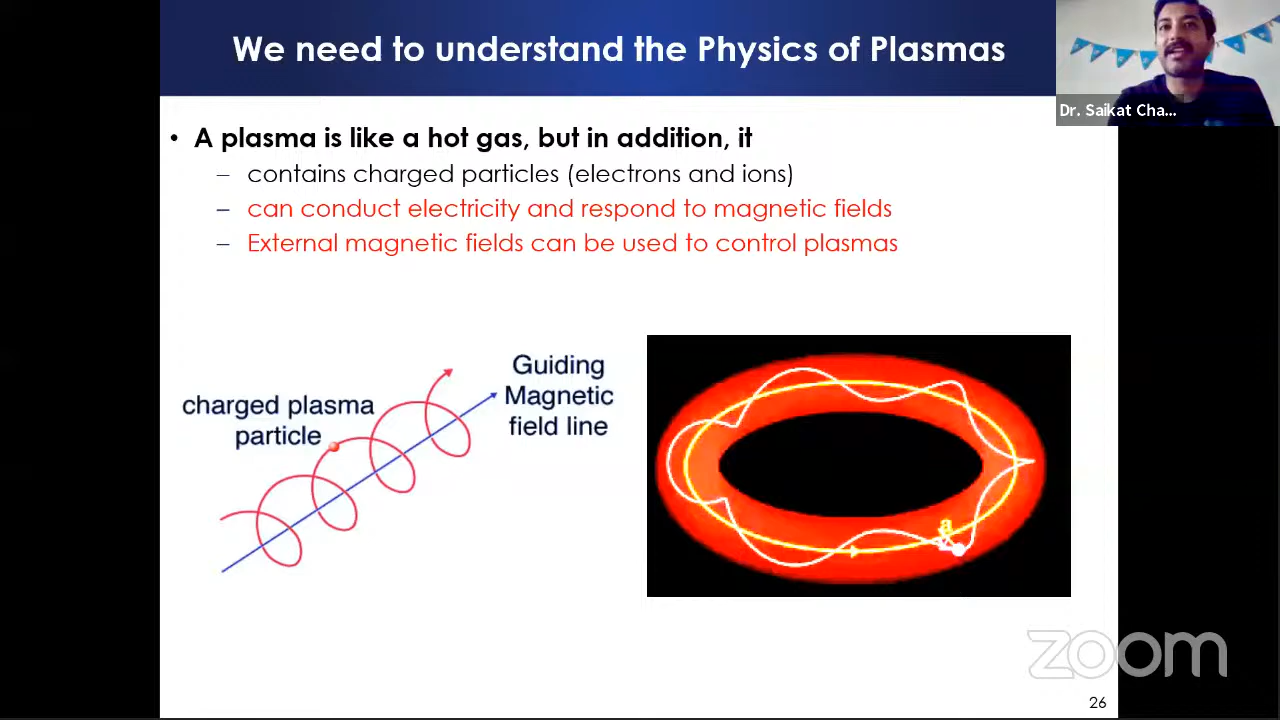 We need to understand the Physics of Plasmas
Dr. Saikat Cha...
• A plasma is like a hot gas, but in addition, it
– contains charged particles (electrons and ions)
– can conduct electricity and respond to magnetic fields
– External magnetic fields can be used to control plasmas
charged plasma
particle
Guiding
Magnetic
field line
zoom
26